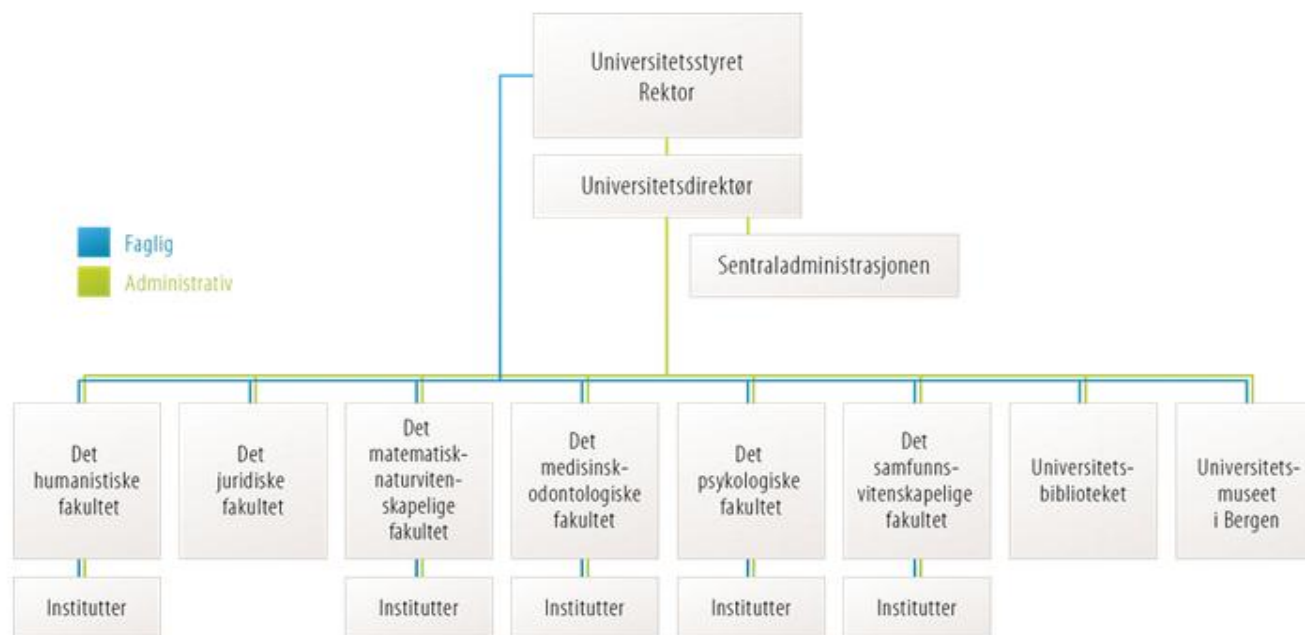 Universitetsstyret
Rektor
Universitetsdirektør
Sentraladministrasjonen
Faglig
Administrativ
Det
humanistiske
fakultet
Det
juridiske
fakultet
Det
matematisk-
naturviten-
skapelige
fakultet
Det
medisinsk-
odontologiske
fakultet
Det
psykologiske
fakultet
Det
samfunns-
vitenskapelige
fakultet
Universitets-
biblioteket
Universitets-
museet
i Bergen
Institutter
Institutter
Institutter
Institutter
Institutter